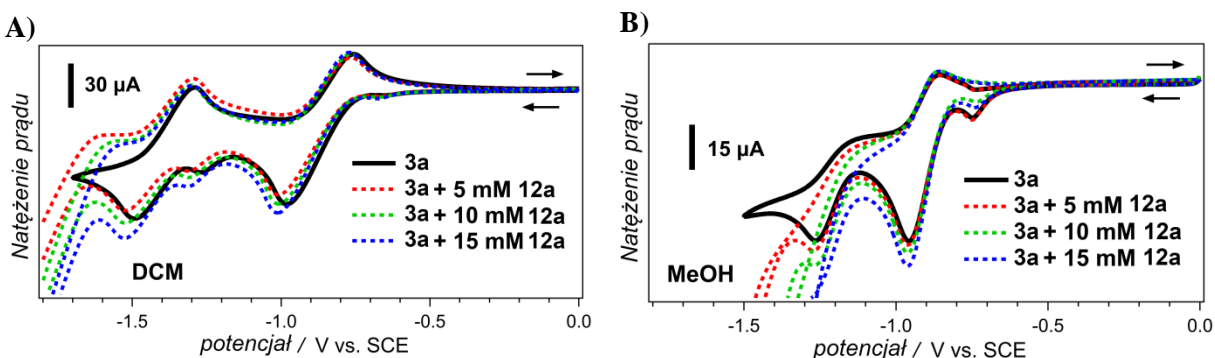 A)
30 µA
3a
3a + 5 mM 12a
3a + 10 mM 12a
3a + 15 mM 12a
DCM
Natężenie prądu
-1.5
-1.0
-0.5
0.0
potencjał / V vs. SCE
B)
15 µA
3a
3a + 5 mM 12a
3a + 10 mM 12a
3a + 15 mM 12a
MeOH
Natężenie prądu
-1.5
-1.0
-0.5
0.0
potencjał / V vs. SCE